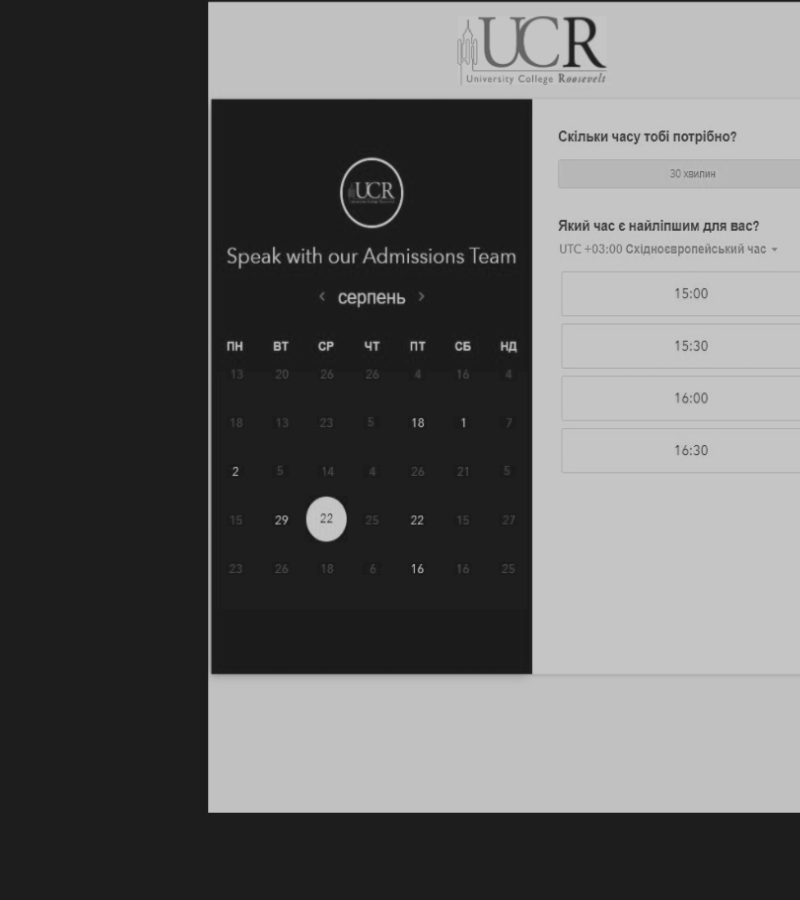 UCR
University College Roosevelt
UCR
Speak with our Admissions Team
‹ серпень ›
ПН ВТ СР ЧТ ПТ СБ НД
13 20 26 26 4 16 4
18 13 23 5 18 1 7
2 5 14 4 26 21 5
15 29 22 25 22 15 27
23 26 18 6 16 16 25
Скільки часу тобі потрібно?
30 хвилин
Який час є найліпшим для вас?
UTC +03:00 Східноєвропейський час
15:00
15:30
16:00
16:30